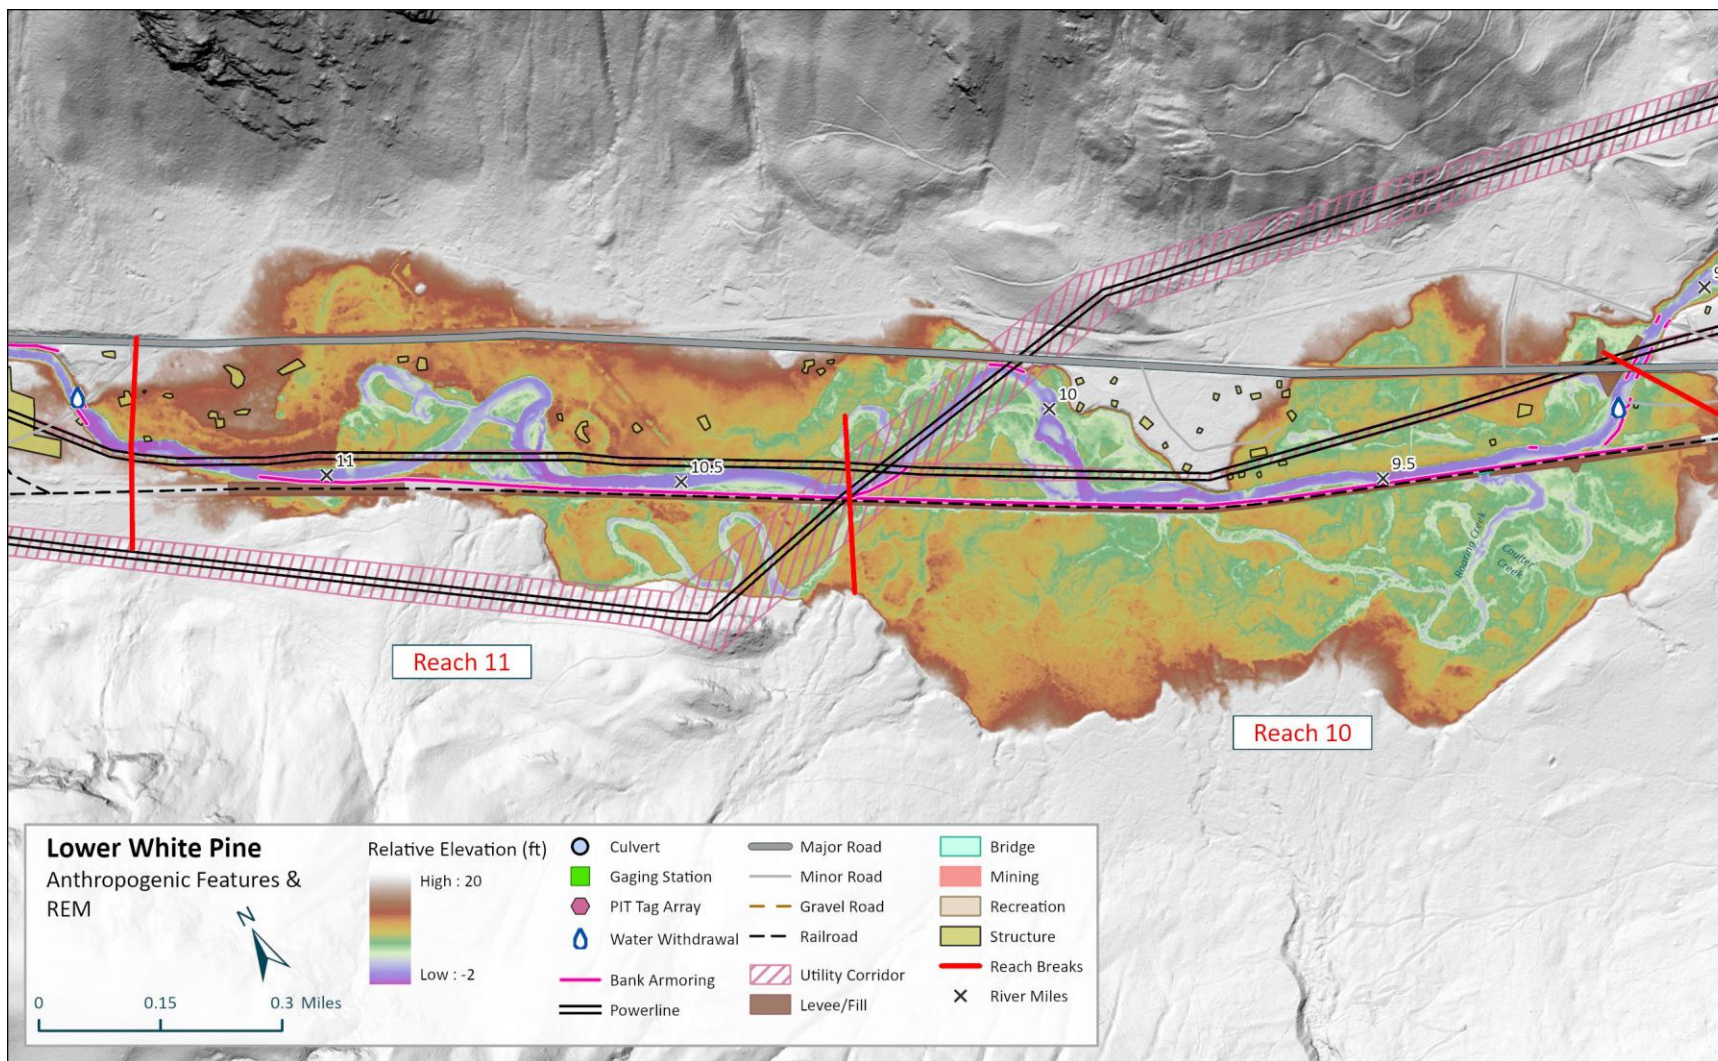 9
10
11
10.5
9.5
Roaring Creek
Coulter
Creek
Reach 11
Reach 10
Lower White Pine
Anthropogenic Features &
REM
N
0 0.15 0.3 Miles
Relative Elevation (ft)
High : 20
Low : -2
Culvert
Gaging Station
PIT Tag Array
Water Withdrawal
Bank Armoring
Powerline
Major Road
Minor Road
Gravel Road
Railroad
Utility Corridor
Levee/Fill
Bridge
Mining
Recreation
Structure
Reach Breaks
River Miles